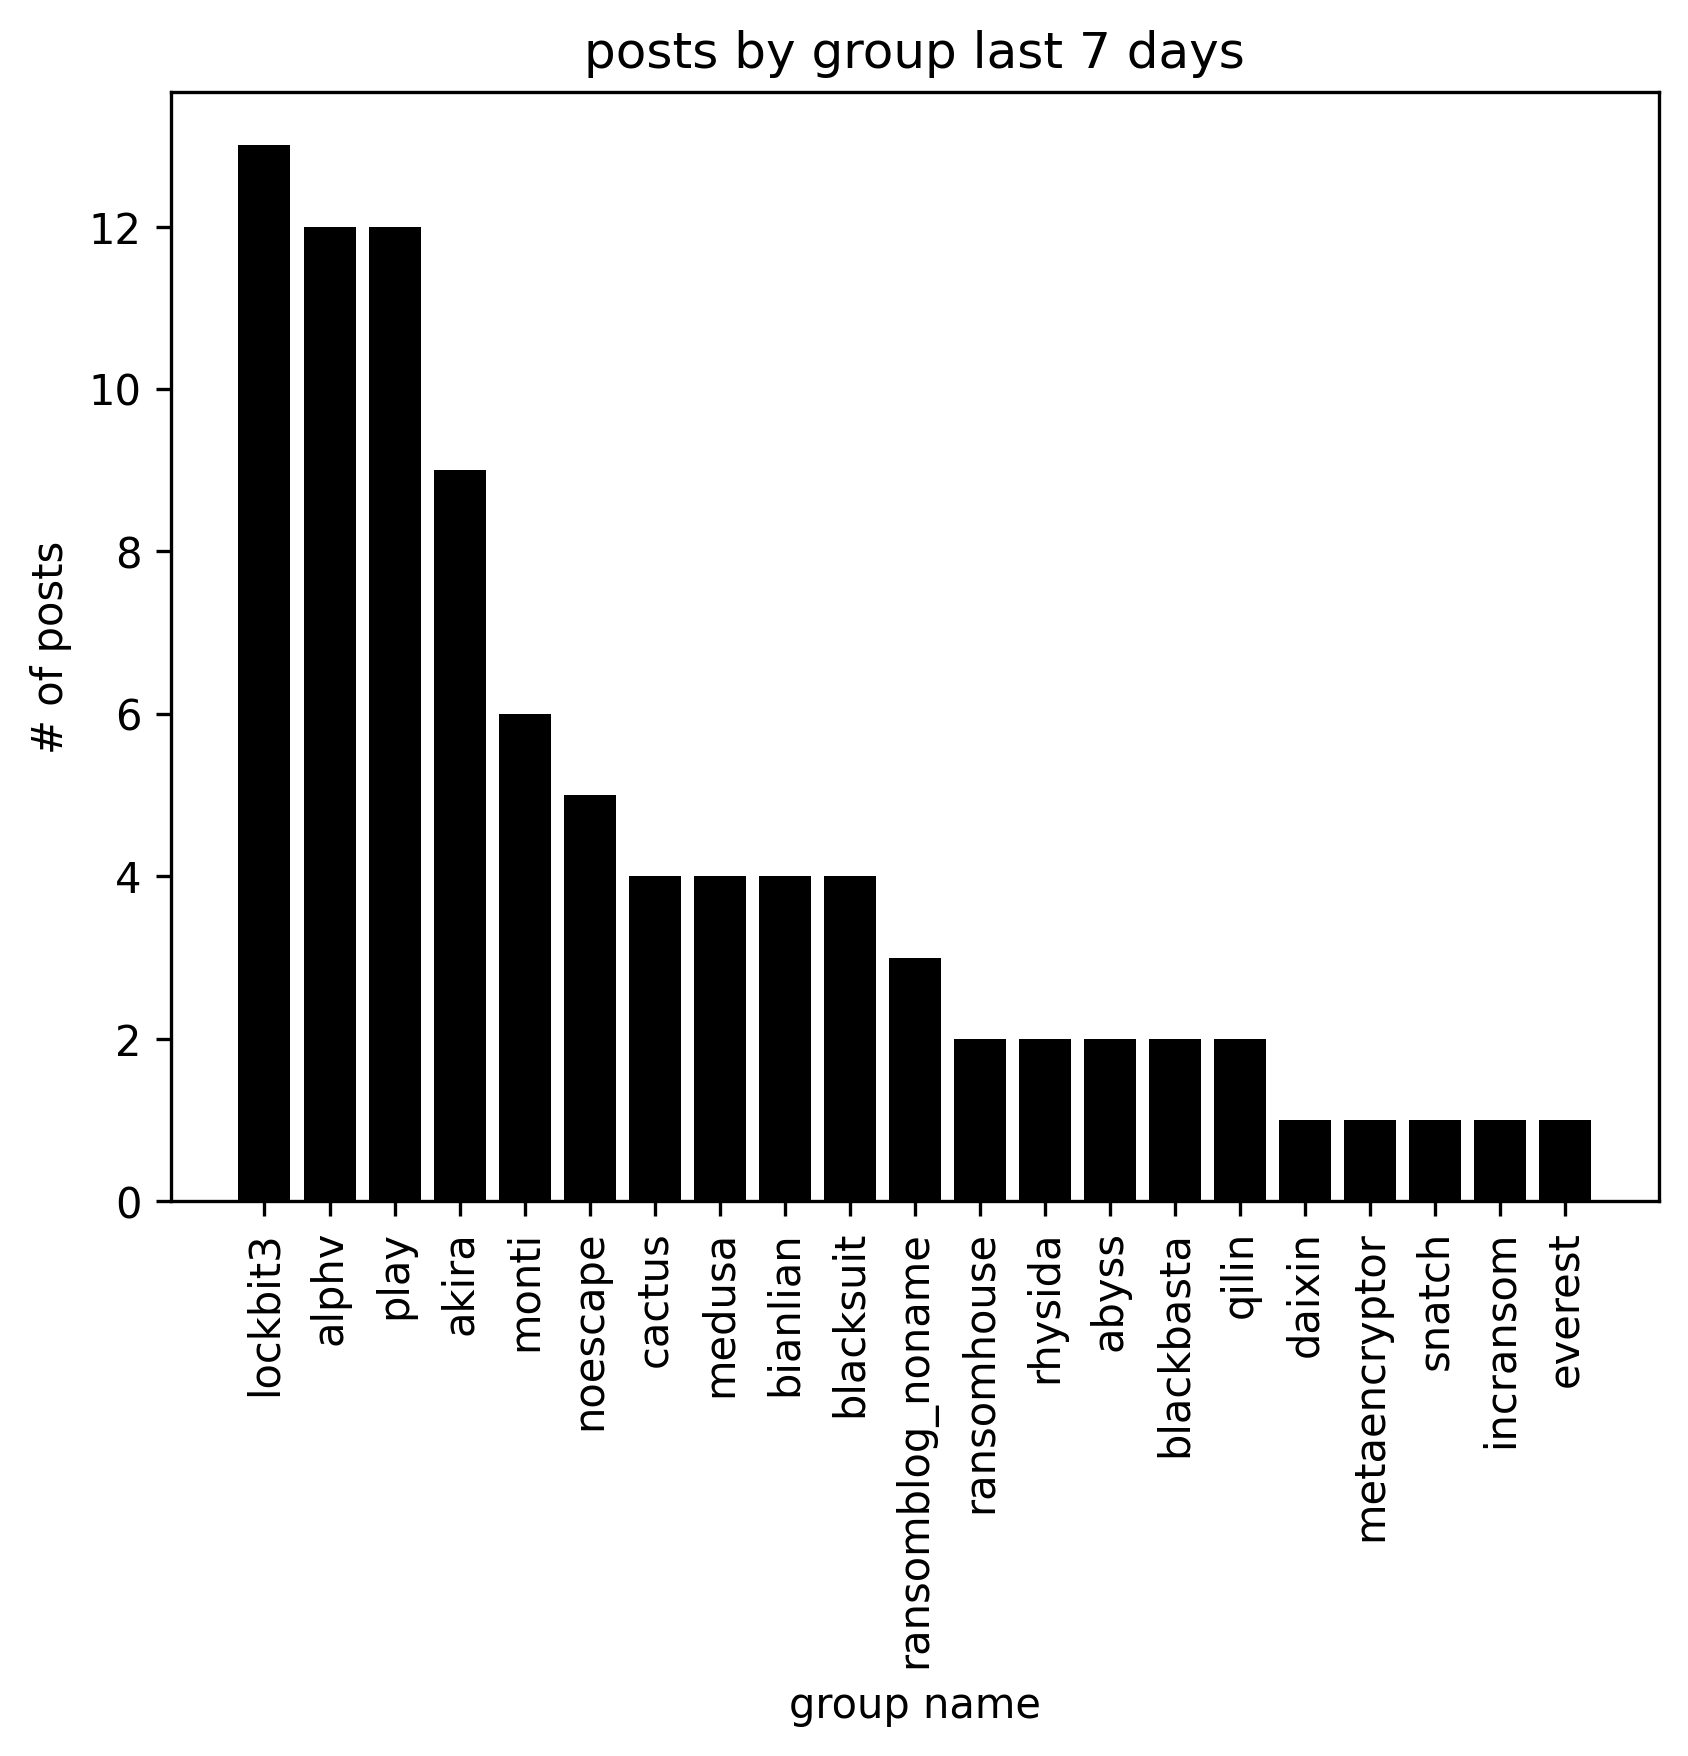 posts by group last 7 days
# of posts
12
10
8
6
4
2
0
lockbit3
alphv
play
akira
monti
noescape
cactus
medusa
bianlian
blacksuit
ransomblog_noname
ransomhouse
rhysida
abyss
blackbasta
qilin
daixin
metaencryptor
snatch
incransom
everest
group name